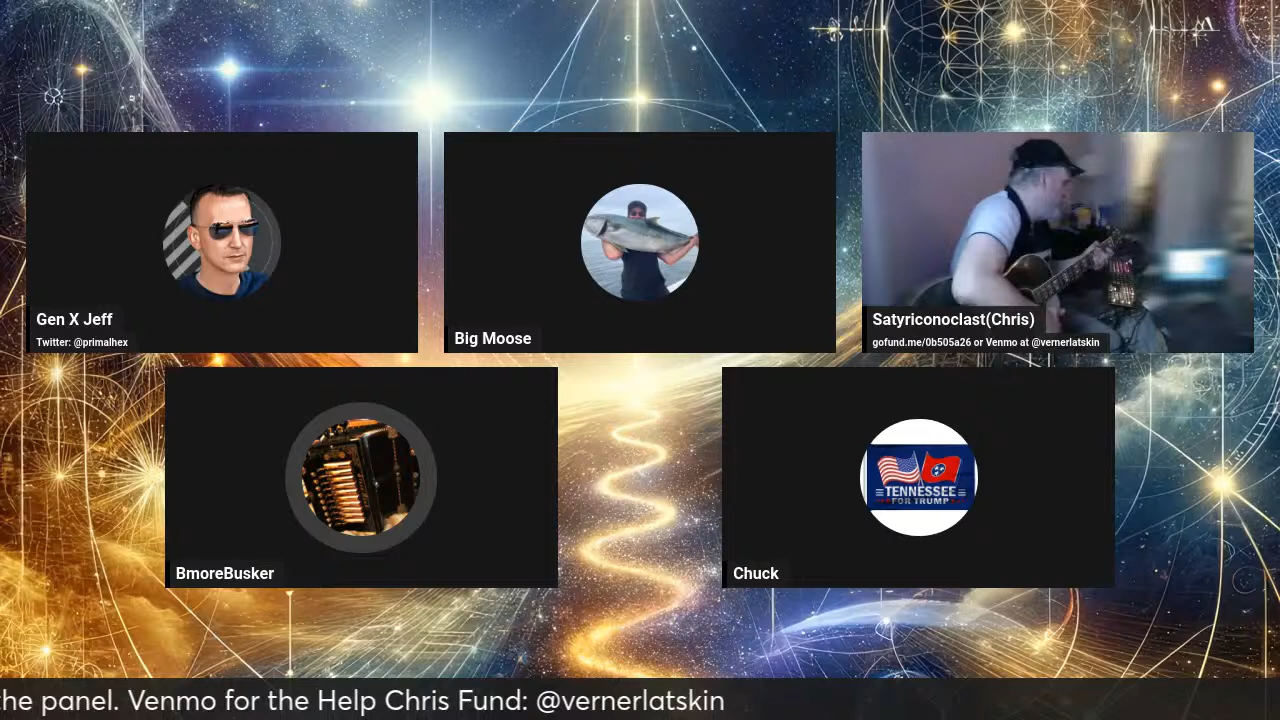 Gen X Jeff
Twitter: @primalhex
Big Moose
Satyriconoclast(Chris)
gofund.me/0b505a26 or Venmo at @vernerlatskin
BmoreBusker
TENNESSEE
FOR TRUMP
Chuck
the panel. Venmo for the Help Chris Fund: @vernerlatskin